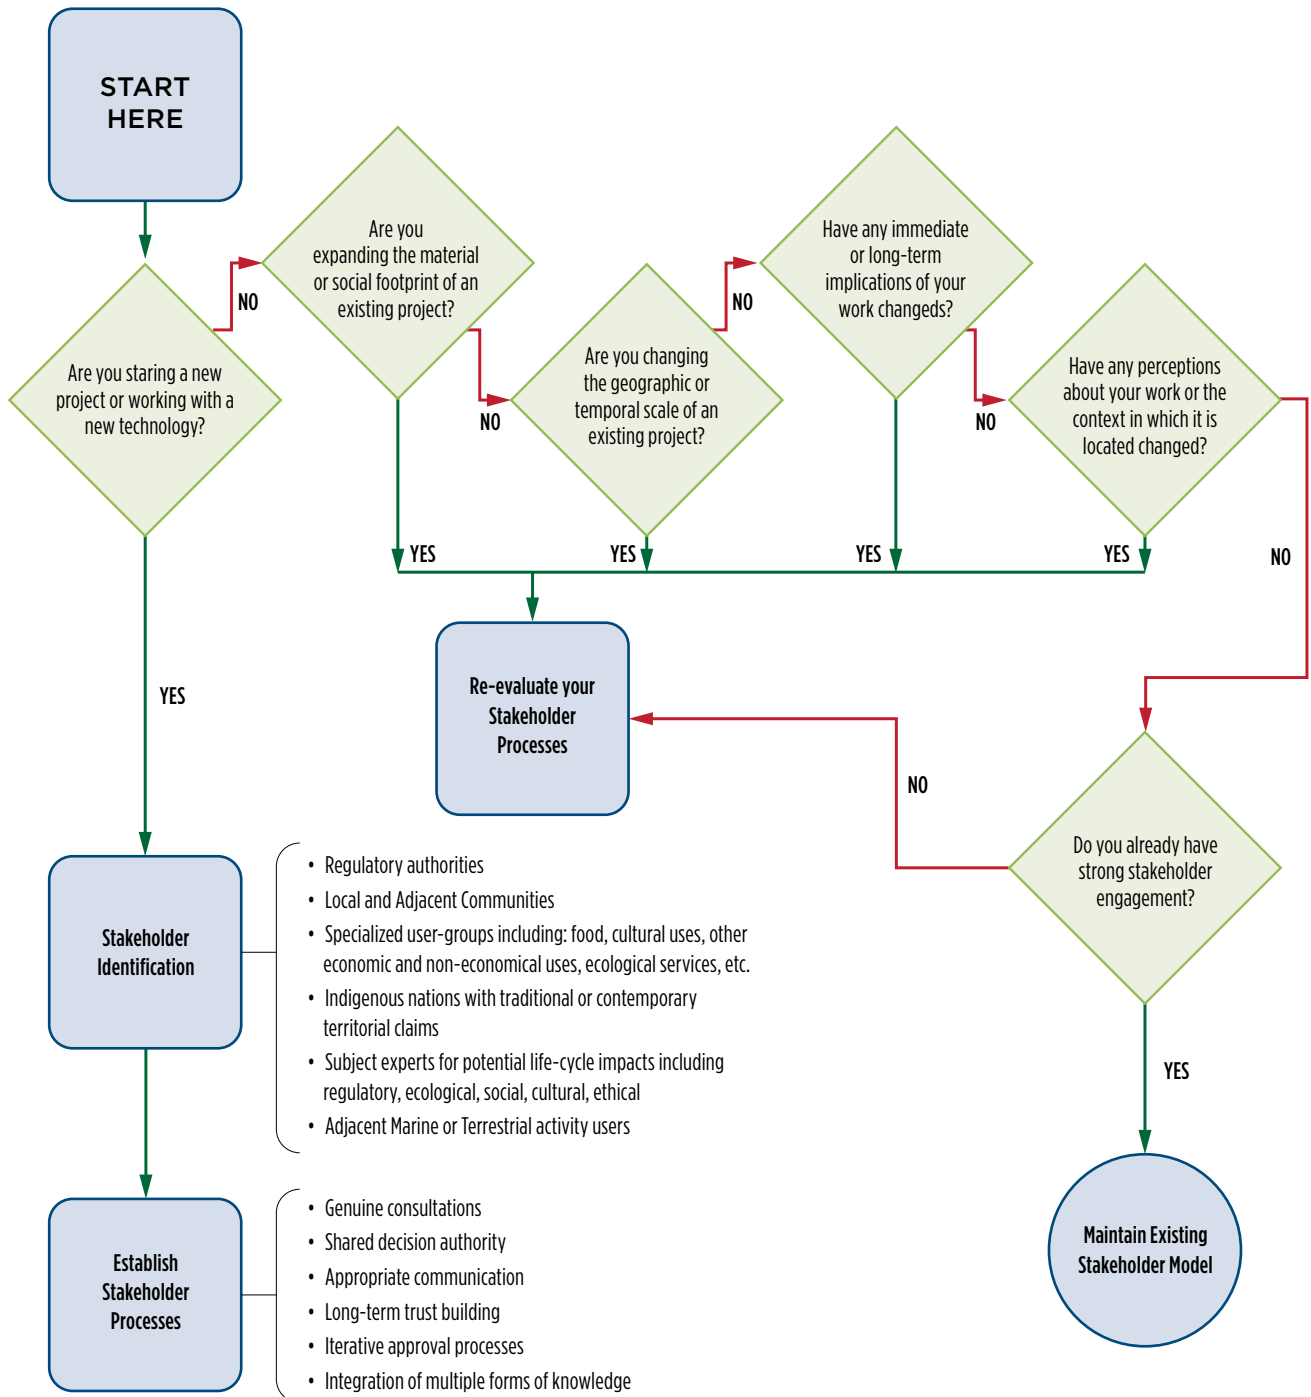 START
HERE
Are you staring a new
project or working with a
new technology?
NO
Are you
expanding the material
or social footprint of an
existing project?
NO
Are you changing
the geographic or
temporal scale of an
existing project?
NO
Have any immediate
or long-term
implications of your
work changeds?
NO
Have any perceptions
about your work or the
context in which it is
located changed?
NO
YES
YES
YES
YES
YES
Re-evaluate your
Stakeholder
Processes
NO
Do you already have
strong stakeholder
engagement?
YES
Maintain Existing
Stakeholder Model
Stakeholder
Identification
• Regulatory authorities
• Local and Adjacent Communities
• Specialized user-groups including: food, cultural uses, other
economic and non-economical uses, ecological services, etc.
• Indigenous nations with traditional or contemporary
territorial claims
• Subject experts for potential life-cycle impacts including
regulatory, ecological, social, cultural, ethical
• Adjacent Marine or Terrestrial activity users
Establish
Stakeholder
Processes
• Genuine consultations
• Shared decision authority
• Appropriate communication
• Long-term trust building
• Iterative approval processes
• Integration of multiple forms of knowledge